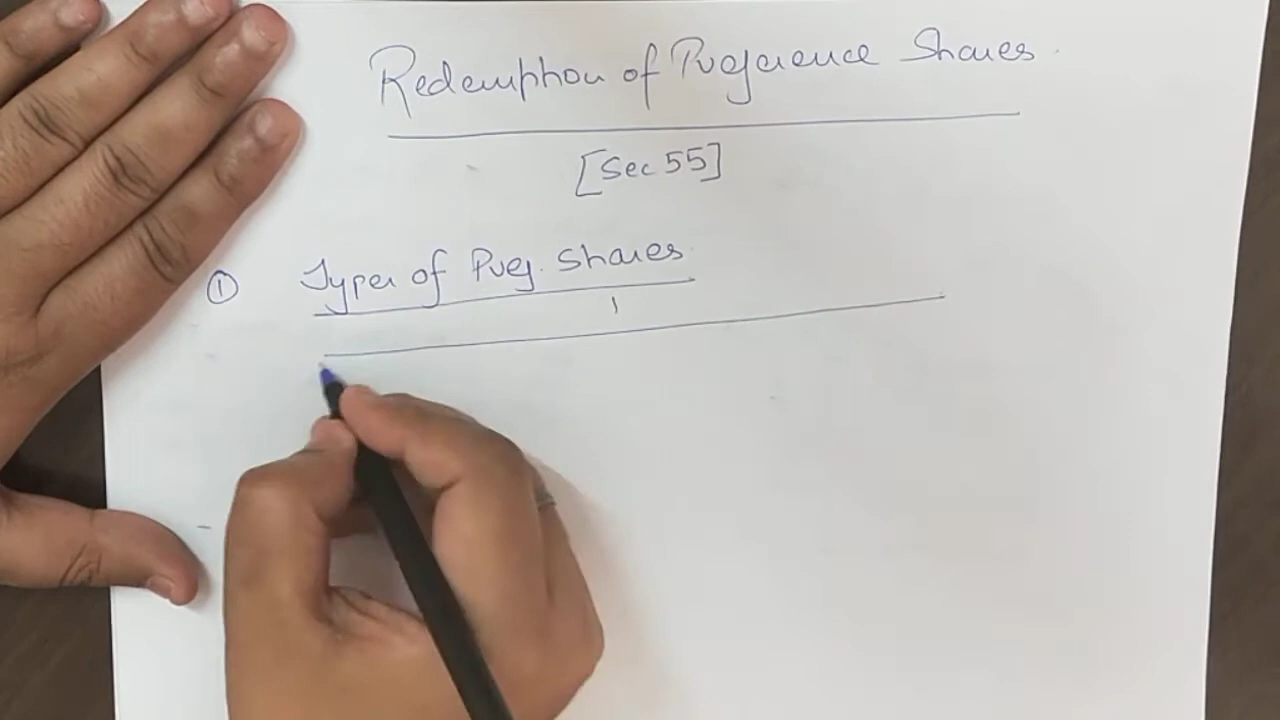 Redemption of Preference Shares
[Sec 55]
① Types of Pref. Shares